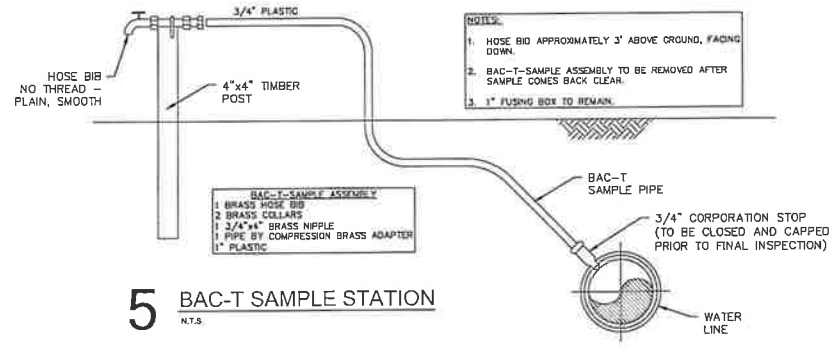 3/4" PLASTIC
HOSE BIB
NO THREAD –
PLAIN, SMOOTH
4"x4" TIMBER
POST
NOTES:
1. HOSE BIB APPROXIMATELY 3' ABOVE GROUND, FACING
DOWN.
2. BAC-T-SAMPLE ASSEMBLY TO BE REMOVED AFTER
SAMPLE COMES BACK CLEAR.
3. 1" FUSING BOX TO REMAIN.
BAC-T-SAMPLE ASSEMBLY
1 BRASS HOSE BIB
2 BRASS COLLARS
1 3/4"x6" BRASS NIPPLE
1 PIPE BY COMPRESSION BRASS ADAPTER
1" PLASTIC
BAC-T
SAMPLE PIPE
3/4" CORPORATION STOP
(TO BE CLOSED AND CAPPED
PRIOR TO FINAL INSPECTION)
WATER
LINE
5 BAC-T SAMPLE STATION
N.T.S.